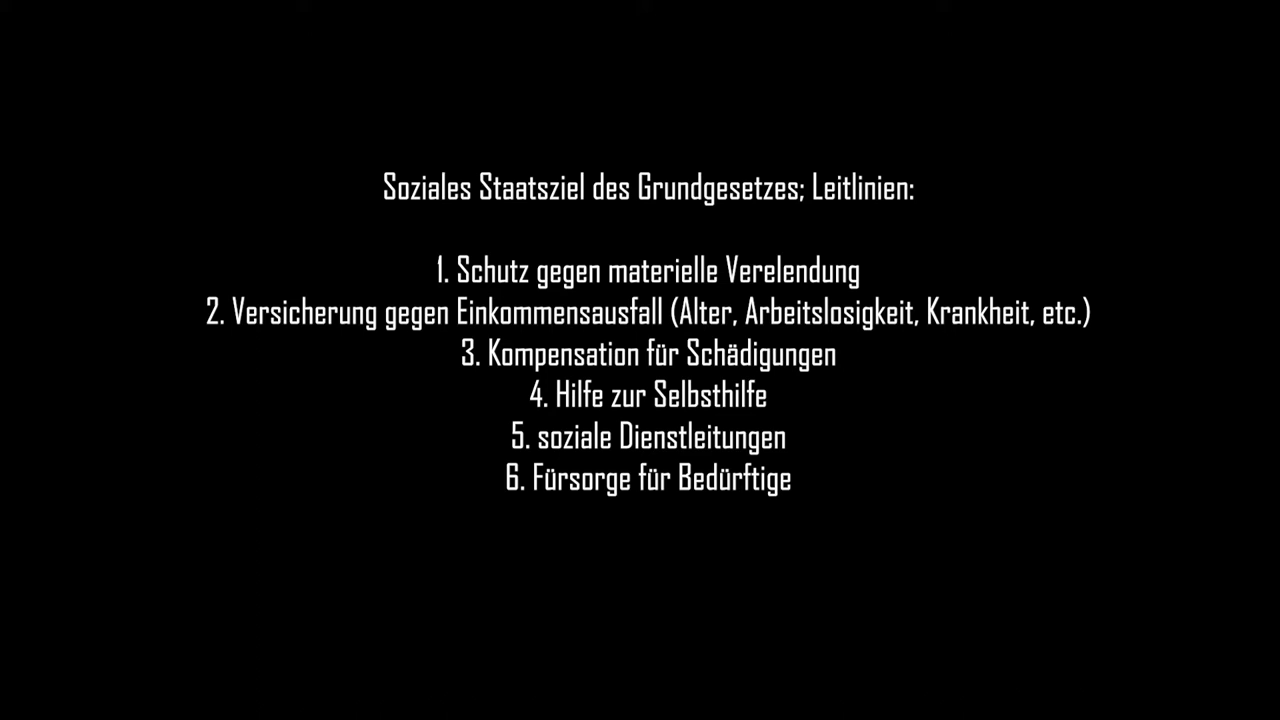 Soziales Staatsziel des Grundgesetzes; Leitlinien:
1. Schutz gegen materielle Verelendung
2. Versicherung gegen Einkommensausfall (Alter, Arbeitslosigkeit, Krankheit, etc.)
3. Kompensation für Schädigungen
4. Hilfe zur Selbsthilfe
5. soziale Dienstleitungen
6. Fürsorge für Bedürftige